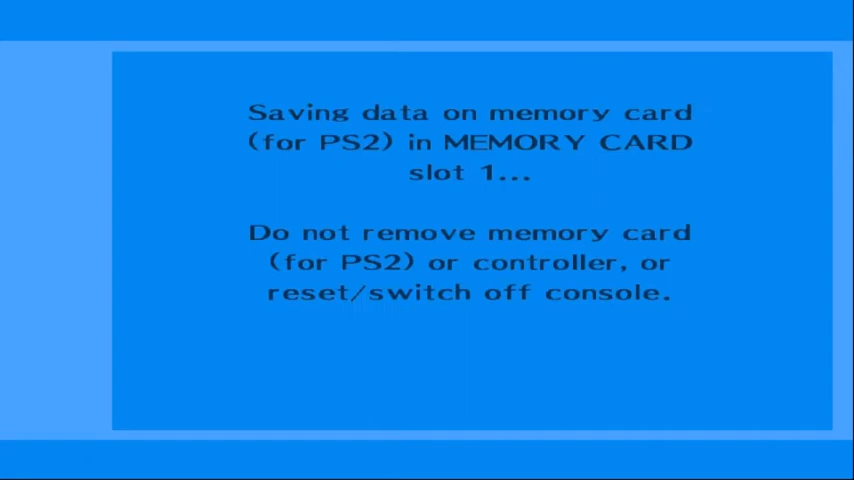 Saving data on memory card
(for PS2) in MEMORY CARD
slot 1...
Do not remove memory card
(for PS2) or controller, or
reset/switch off console.